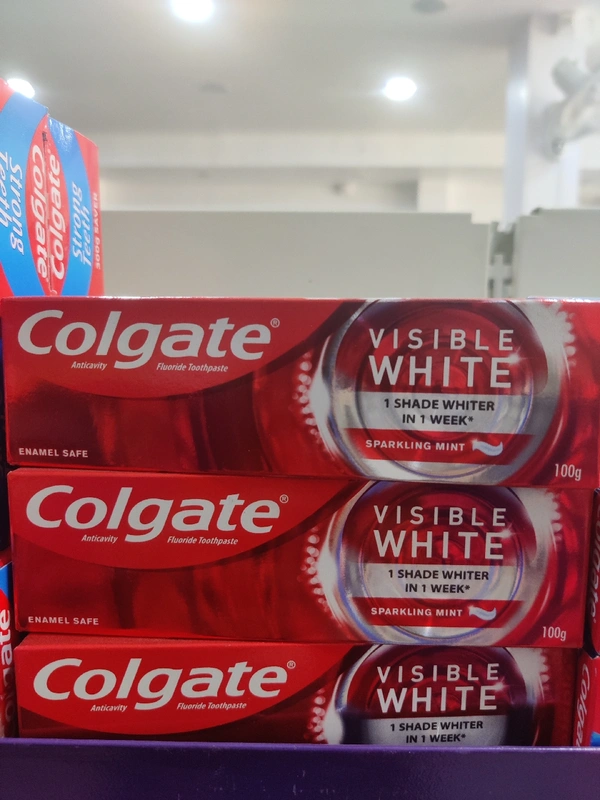 Strong
Teeth
Colgate
Colgate
Strong
Colgate®
Anticavity Fluoride Toothpaste
VISIBLE
WHITE
1 SHADE WHITER
IN 1 WEEK*
SPARKLING MINT
ENAMEL SAFE
100g
Colgate®
Anticavity Fluoride Toothpaste
VISIBLE
WHITE
1 SHADE WHITER
IN 1 WEEK*
SPARKLING MINT
ENAMEL SAFE
100g
Colgate®
Anticavity Fluoride Toothpaste
VISIBLE
WHITE
1 SHADE WHITER
IN 1 WEEK*